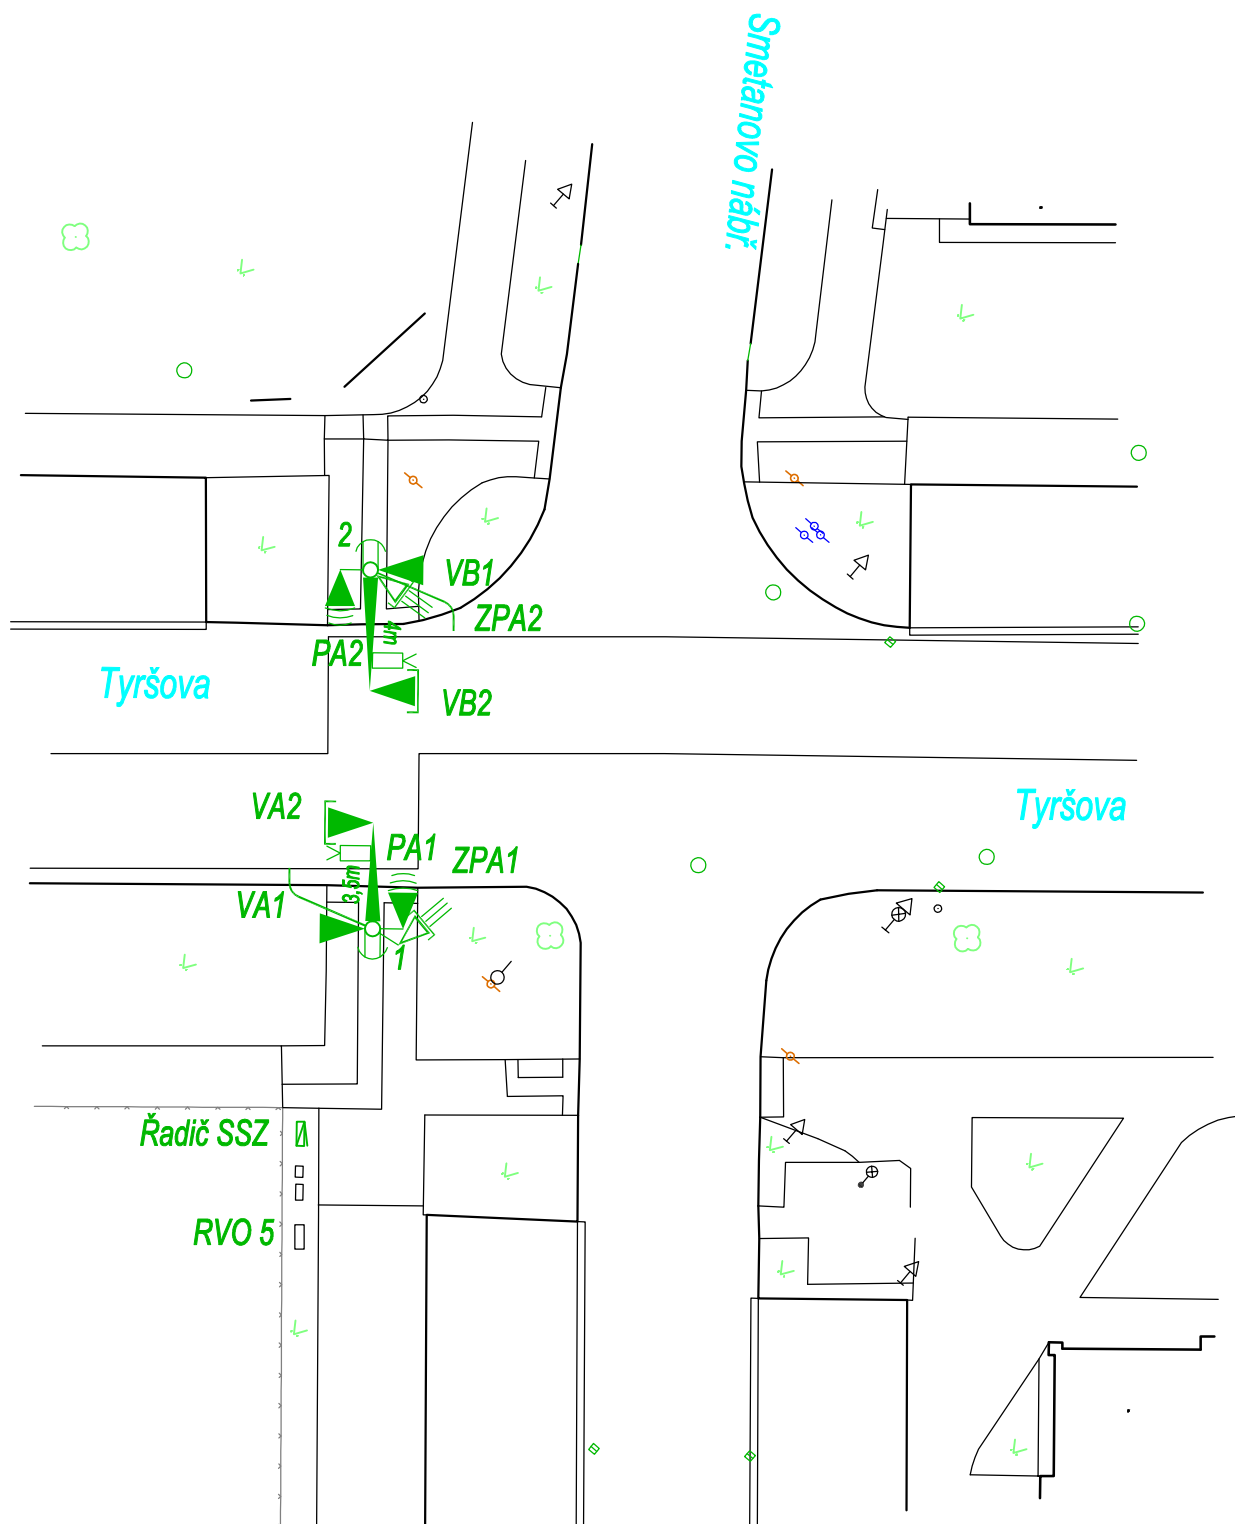 Smetanovo nábř.
2
VB1
ZPA2
4m
PA2
Tyršova
VB2
VA2
Tyršova
PA1
ZPA1
3,5m
VA1
1
Řadič SSZ
RVO 5